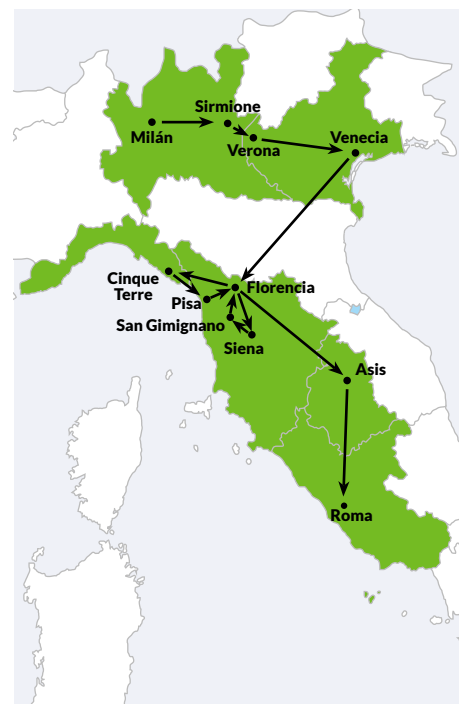 Sirmione
Milán
Verona
Venecia
Cinque
Terre
Pisa
Florencia
San Gimignano
Siena
Asis
Roma